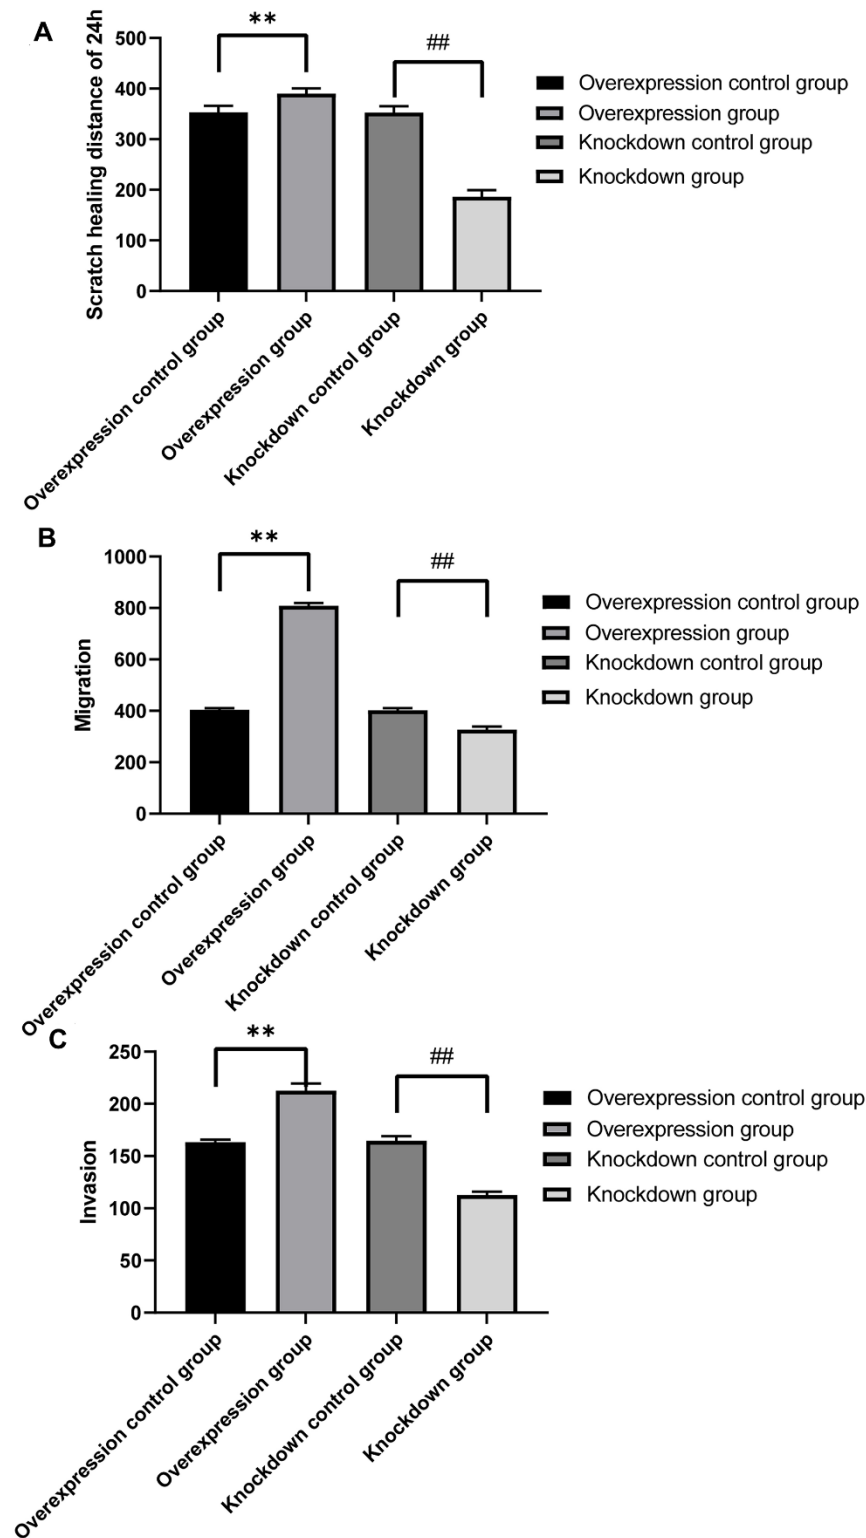 A
Scratch healing distance of 24h
500
400
300
200
100
0
**
##
Overexpression control group
Overexpression group
Knockdown control group
Knockdown group
Overexpression control group
Overexpression group
Knockdown control group
Knockdown group
B
Migration
1000
800
600
400
200
0
**
##
Overexpression control group
Overexpression group
Knockdown control group
Knockdown group
Overexpression control group
Overexpression group
Knockdown control group
Knockdown group
C
Invasion
250
200
150
100
50
0
**
##
Overexpression control group
Overexpression group
Knockdown control group
Knockdown group
Overexpression control group
Overexpression group
Knockdown control group
Knockdown group